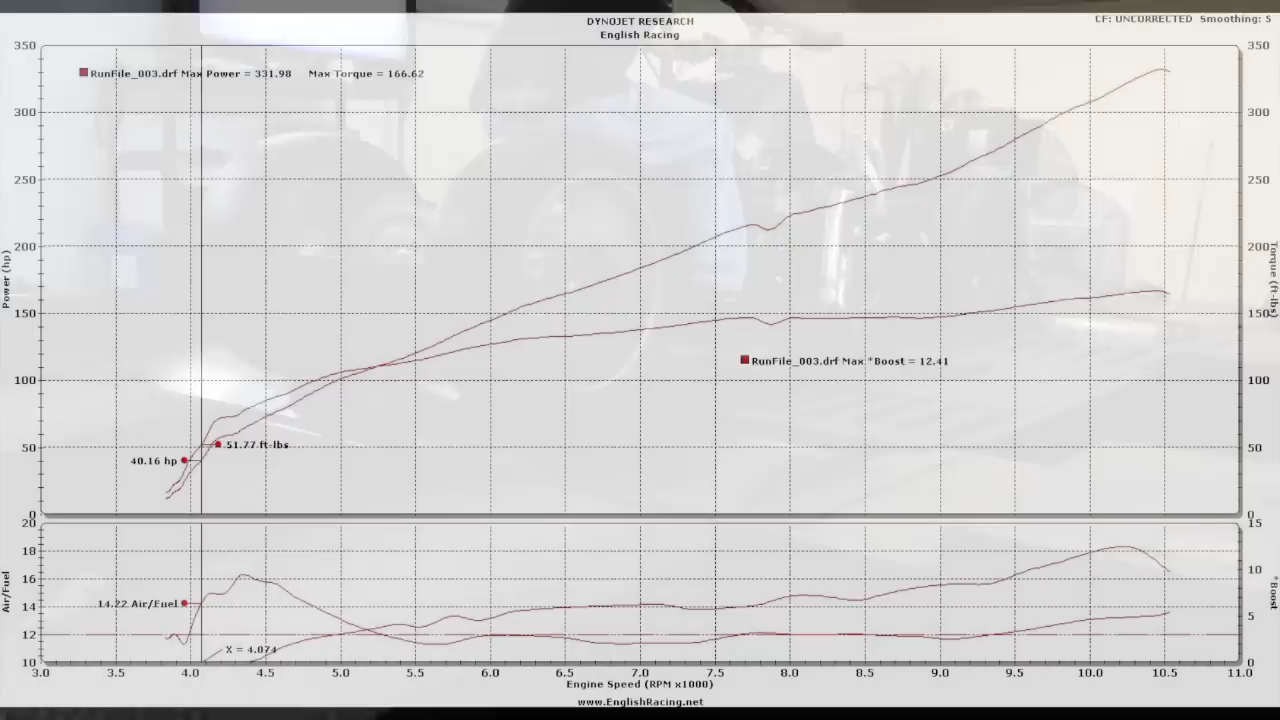 DYNOJET RESEARCH
English Racing
CF: UNCORRECTED Smoothing: 5
RunFile_003.drf Max Power = 331.98 Max Torque = 166.62
350
300
250
200
150
100
50
0
Power (hp)
350
300
250
200
150
100
50
0
Torque (ft-lbs)
RunFile_003.drf Max *Boost = 12.41
51.77 ft-lbs
40.16 hp
20
18
16
14
12
10
Air/Fuel
15
10
5
0
*Boost
14.22 Air/Fuel
X = 4.074
3.0 3.5 4.0 4.5 5.0 5.5 6.0 6.5 7.0 7.5 8.0 8.5 9.0 9.5 10.0 10.5 11.0
Engine Speed (RPM x1000)
www.EnglishRacing.net